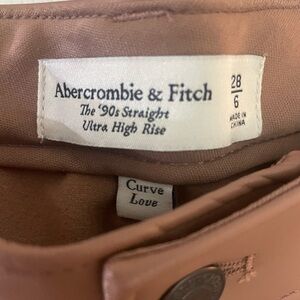 Abercrombie & Fitch
The '90s Straight
Ultra High Rise
28
6
MADE IN
CHINA
Curve
Love